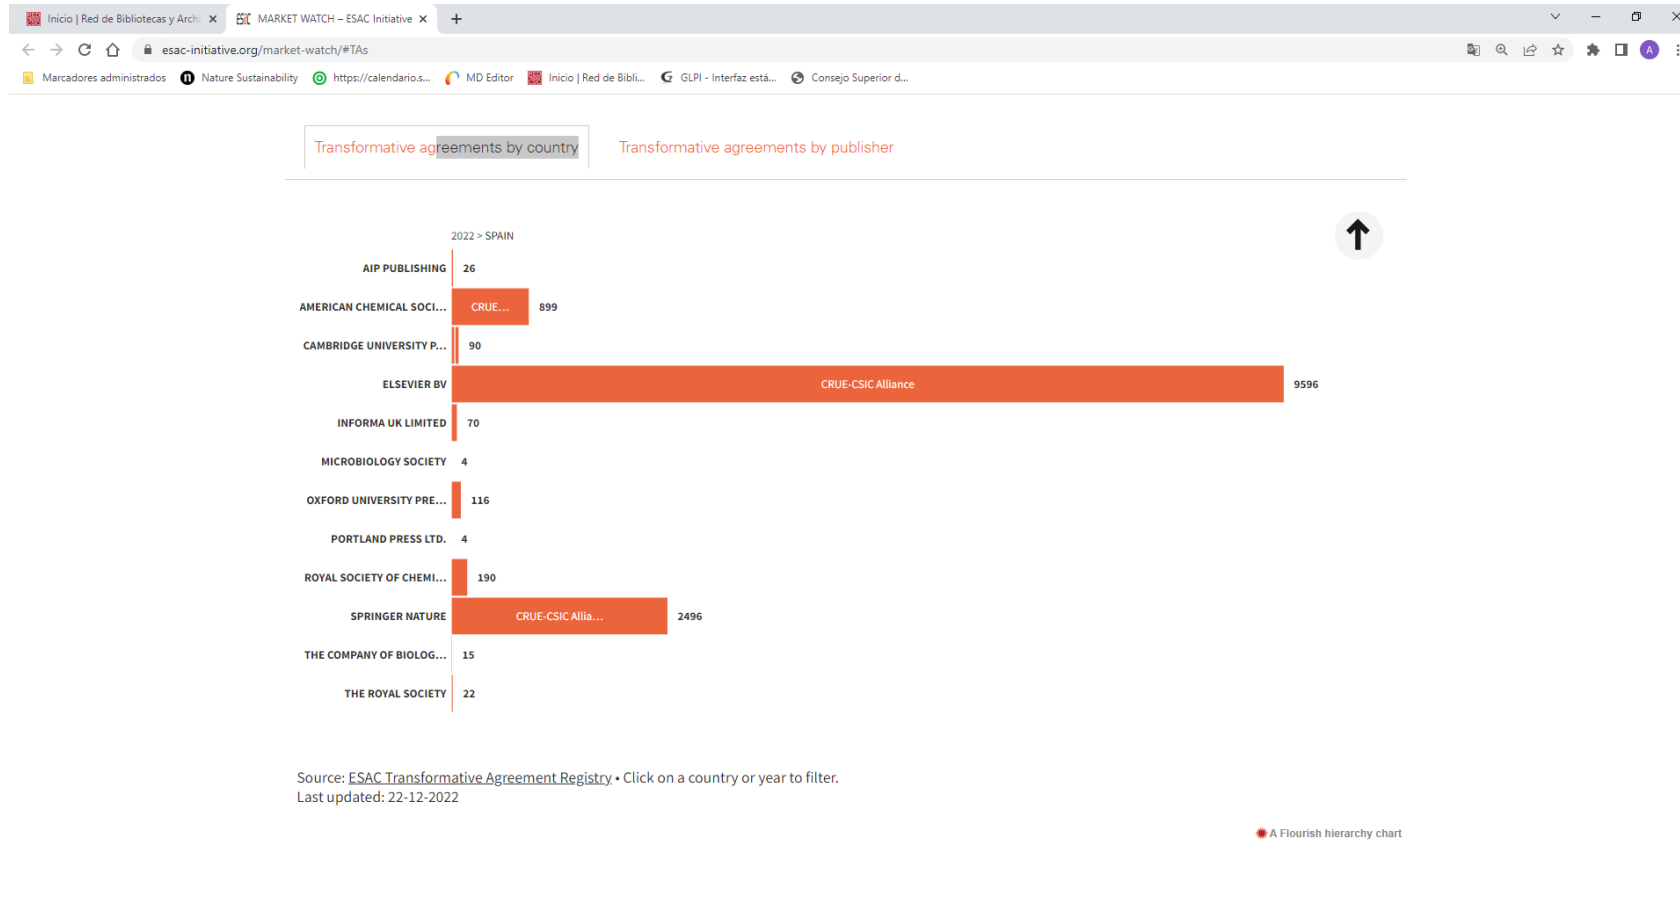 Inicio | Red de Bibliotecas y Archi
MARKET WATCH – ESAC Initiative
esac-initiative.org/market-watch/#TAs
A
Marcadores administrados
n
Nature Sustainability
https://calendario.s...
MD Editor
Inicio | Red de Bibli...
GLPI - Interfaz está...
Consejo Superior d...
Transformative agreements by country
Transformative agreements by publisher
2022 > SPAIN
AIP PUBLISHING 26
AMERICAN CHEMICAL SOCI... CRUE... 899
CAMBRIDGE UNIVERSITY P... 90
ELSEVIER BV CRUE-CSIC Alliance 9596
INFORMA UK LIMITED 70
MICROBIOLOGY SOCIETY 4
OXFORD UNIVERSITY PRE... 116
PORTLAND PRESS LTD. 4
ROYAL SOCIETY OF CHEMI... 190
SPRINGER NATURE CRUE-CSIC Allia... 2496
THE COMPANY OF BIOLOG... 15
THE ROYAL SOCIETY 22
Source: ESAC Transformative Agreement Registry • Click on a country or year to filter.
Last updated: 22-12-2022
A Flourish hierarchy chart